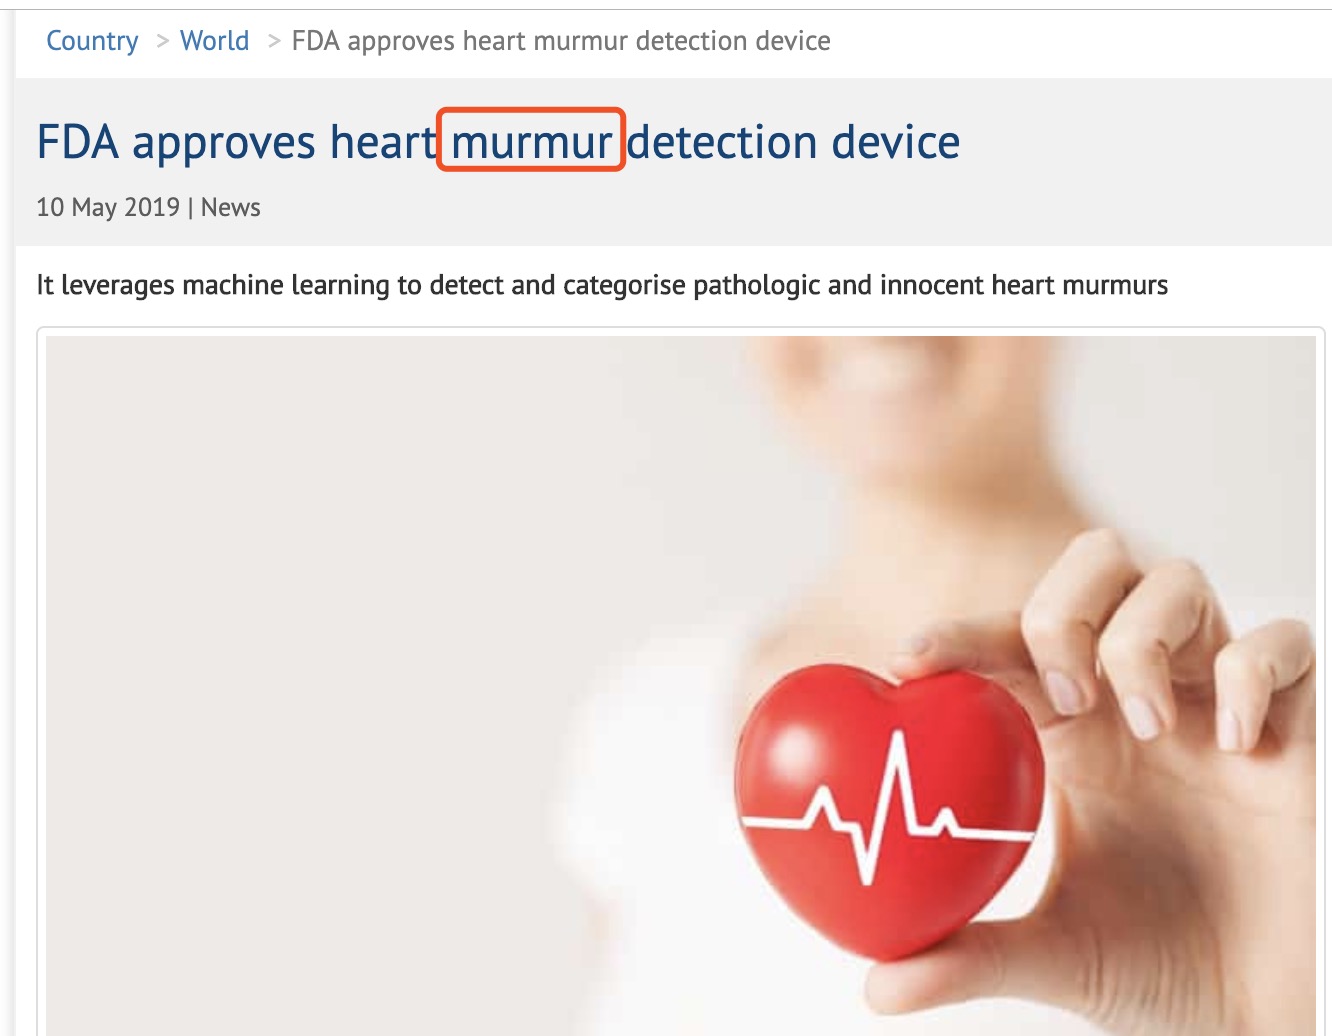 Country > World > FDA approves heart murmur detection device
FDA approves heart murmur detection device
10 May 2019 | News
It leverages machine learning to detect and categorise pathologic and innocent heart murmurs